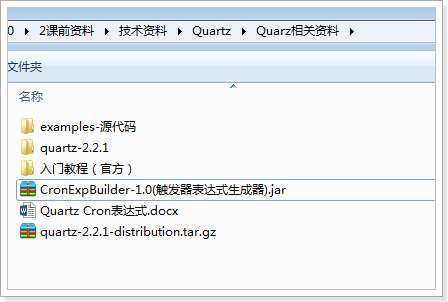 0 ▸ 2课前资料 ▸ 技术资料 ▸ Quartz ▸ Quarz相关资料 ▸
文件夹
名称
examples-源代码
quartz-2.2.1
入门教程（官方）
CronExpBuilder-1.0(触发器表达式生成器).jar
Quartz Cron表达式.docx
quartz-2.2.1-distribution.tar.gz